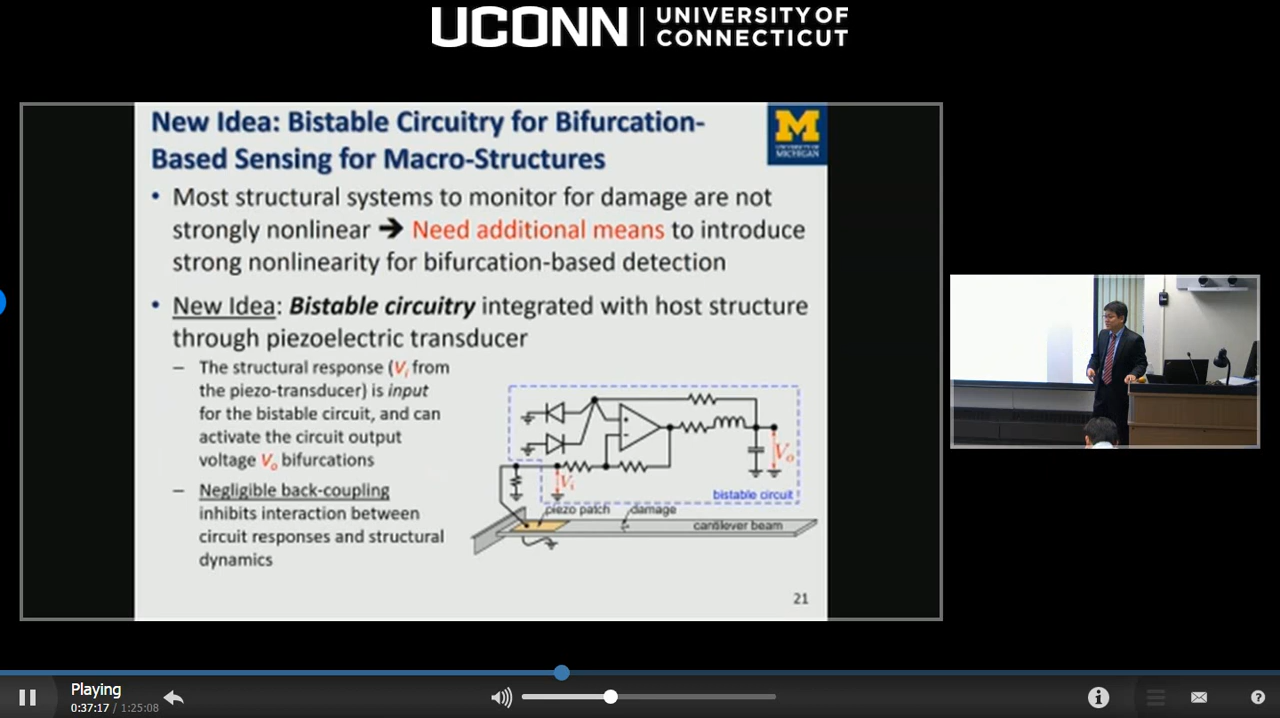 UCONN UNIVERSITY OF
CONNECTICUT
New Idea: Bistable Circuitry for Bifurcation-
Based Sensing for Macro-Structures
M
UNIVERSITY OF
MICHIGAN
• Most structural systems to monitor for damage are not
strongly nonlinear ➔ Need additional means to introduce
strong nonlinearity for bifurcation-based detection
• New Idea: Bistable circuitry integrated with host structure
through piezoelectric transducer
– The structural response (Vi from
the piezo-transducer) is input
for the bistable circuit, and can
activate the circuit output
voltage Vo bifurcations
– Negligible back-coupling
inhibits interaction between
circuit responses and structural
dynamics
+
-
Vo
Vi
bistable circuit
piezo patch
damage
cantilever beam
21
Playing
0:37:17 / 1:25:08